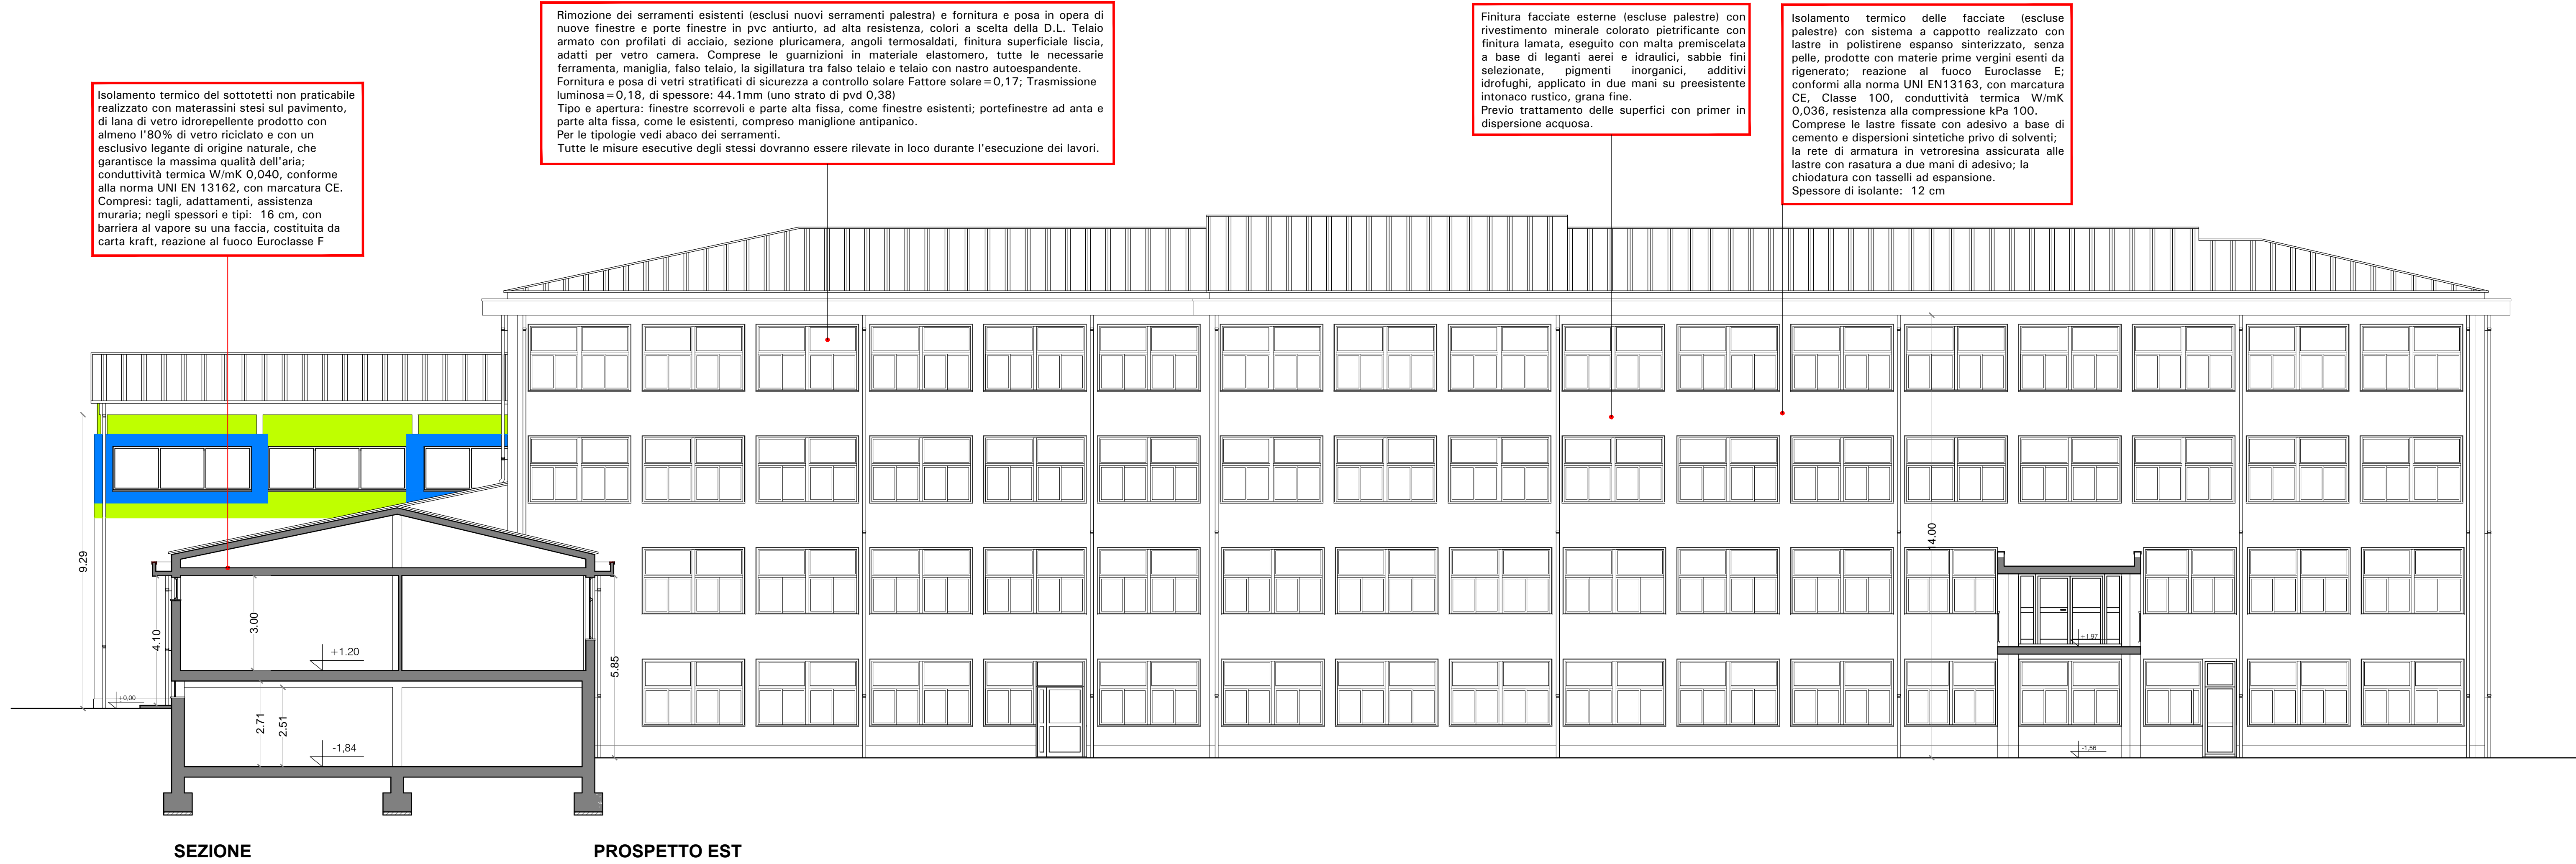 Isolamento termico del sottotetti non praticabile
realizzato con materassini stesi sul pavimento,
di lana di vetro idrorepellente prodotto con
almeno l'80% di vetro riciclato e con un
esclusivo legante di origine naturale, che
garantisce la massima qualità dell'aria;
conduttività termica W/mK 0,040, conforme
alla norma UNI EN 13162, con marcatura CE.
Compresi: tagli, adattamenti, assistenza
muraria; negli spessori e tipi: 16 cm, con
barriera al vapore su una faccia, costituita da
carta kraft, reazione al fuoco Euroclasse F
Rimozione dei serramenti esistenti (esclusi nuovi serramenti palestra) e fornitura e posa in opera di
nuove finestre e porte finestre in pvc antiurto, ad alta resistenza, colori a scelta della D.L. Telaio
armato con profilati di acciaio, sezione pluricamera, angoli termosaldati, finitura superficiale liscia,
adatti per vetro camera. Comprese le guarnizioni in materiale elastomero, tutte le necessarie
ferramenta, maniglia, falso telaio, la sigillatura tra falso telaio e telaio con nastro autoespandente.
Fornitura e posa di vetri stratificati di sicurezza a controllo solare Fattore solare=0,17; Trasmissione
luminosa=0,18, di spessore: 44.1mm (uno strato di pvd 0,38)
Tipo e apertura: finestre scorrevoli e parte alta fissa, come finestre esistenti; portefinestre ad anta e
parte alta fissa, come le esistenti, compreso maniglione antipanico.
Per le tipologie vedi abaco dei serramenti.
Tutte le misure esecutive degli stessi dovranno essere rilevate in loco durante l'esecuzione dei lavori.
Finitura facciate esterne (escluse palestre) con
rivestimento minerale colorato pietrificante con
finitura lamata, eseguito con malta premiscelata
a base di leganti aerei e idraulici, sabbie fini
selezionate, pigmenti inorganici, additivi
idrofughi, applicato in due mani su preesistente
intonaco rustico, grana fine.
Previo trattamento delle superfici con primer in
dispersione acquosa.
Isolamento termico delle facciate (escluse
palestre) con sistema a cappotto realizzato con
lastre in polistirene espanso sinterizzato, senza
pelle, prodotte con materie prime vergini esenti da
rigenerato; reazione al fuoco Euroclasse E;
conformi alla norma UNI EN13163, con marcatura
CE, Classe 100, conduttività termica W/mK
0,036, resistenza alla compressione kPa 100.
Comprese le lastre fissate con adesivo a base di
cemento e dispersioni sintetiche privo di solventi;
la rete di armatura in vetroresina assicurata alle
lastre con rasatura a due mani di adesivo; la
chiodatura con tasselli ad espansione.
Spessore di isolante: 12 cm
9.29
4.10
3.00
+1.20
5.85
+0,00
2.71
2.51
-1,84
14.00
+1,97
-1,56
SEZIONE
PROSPETTO EST